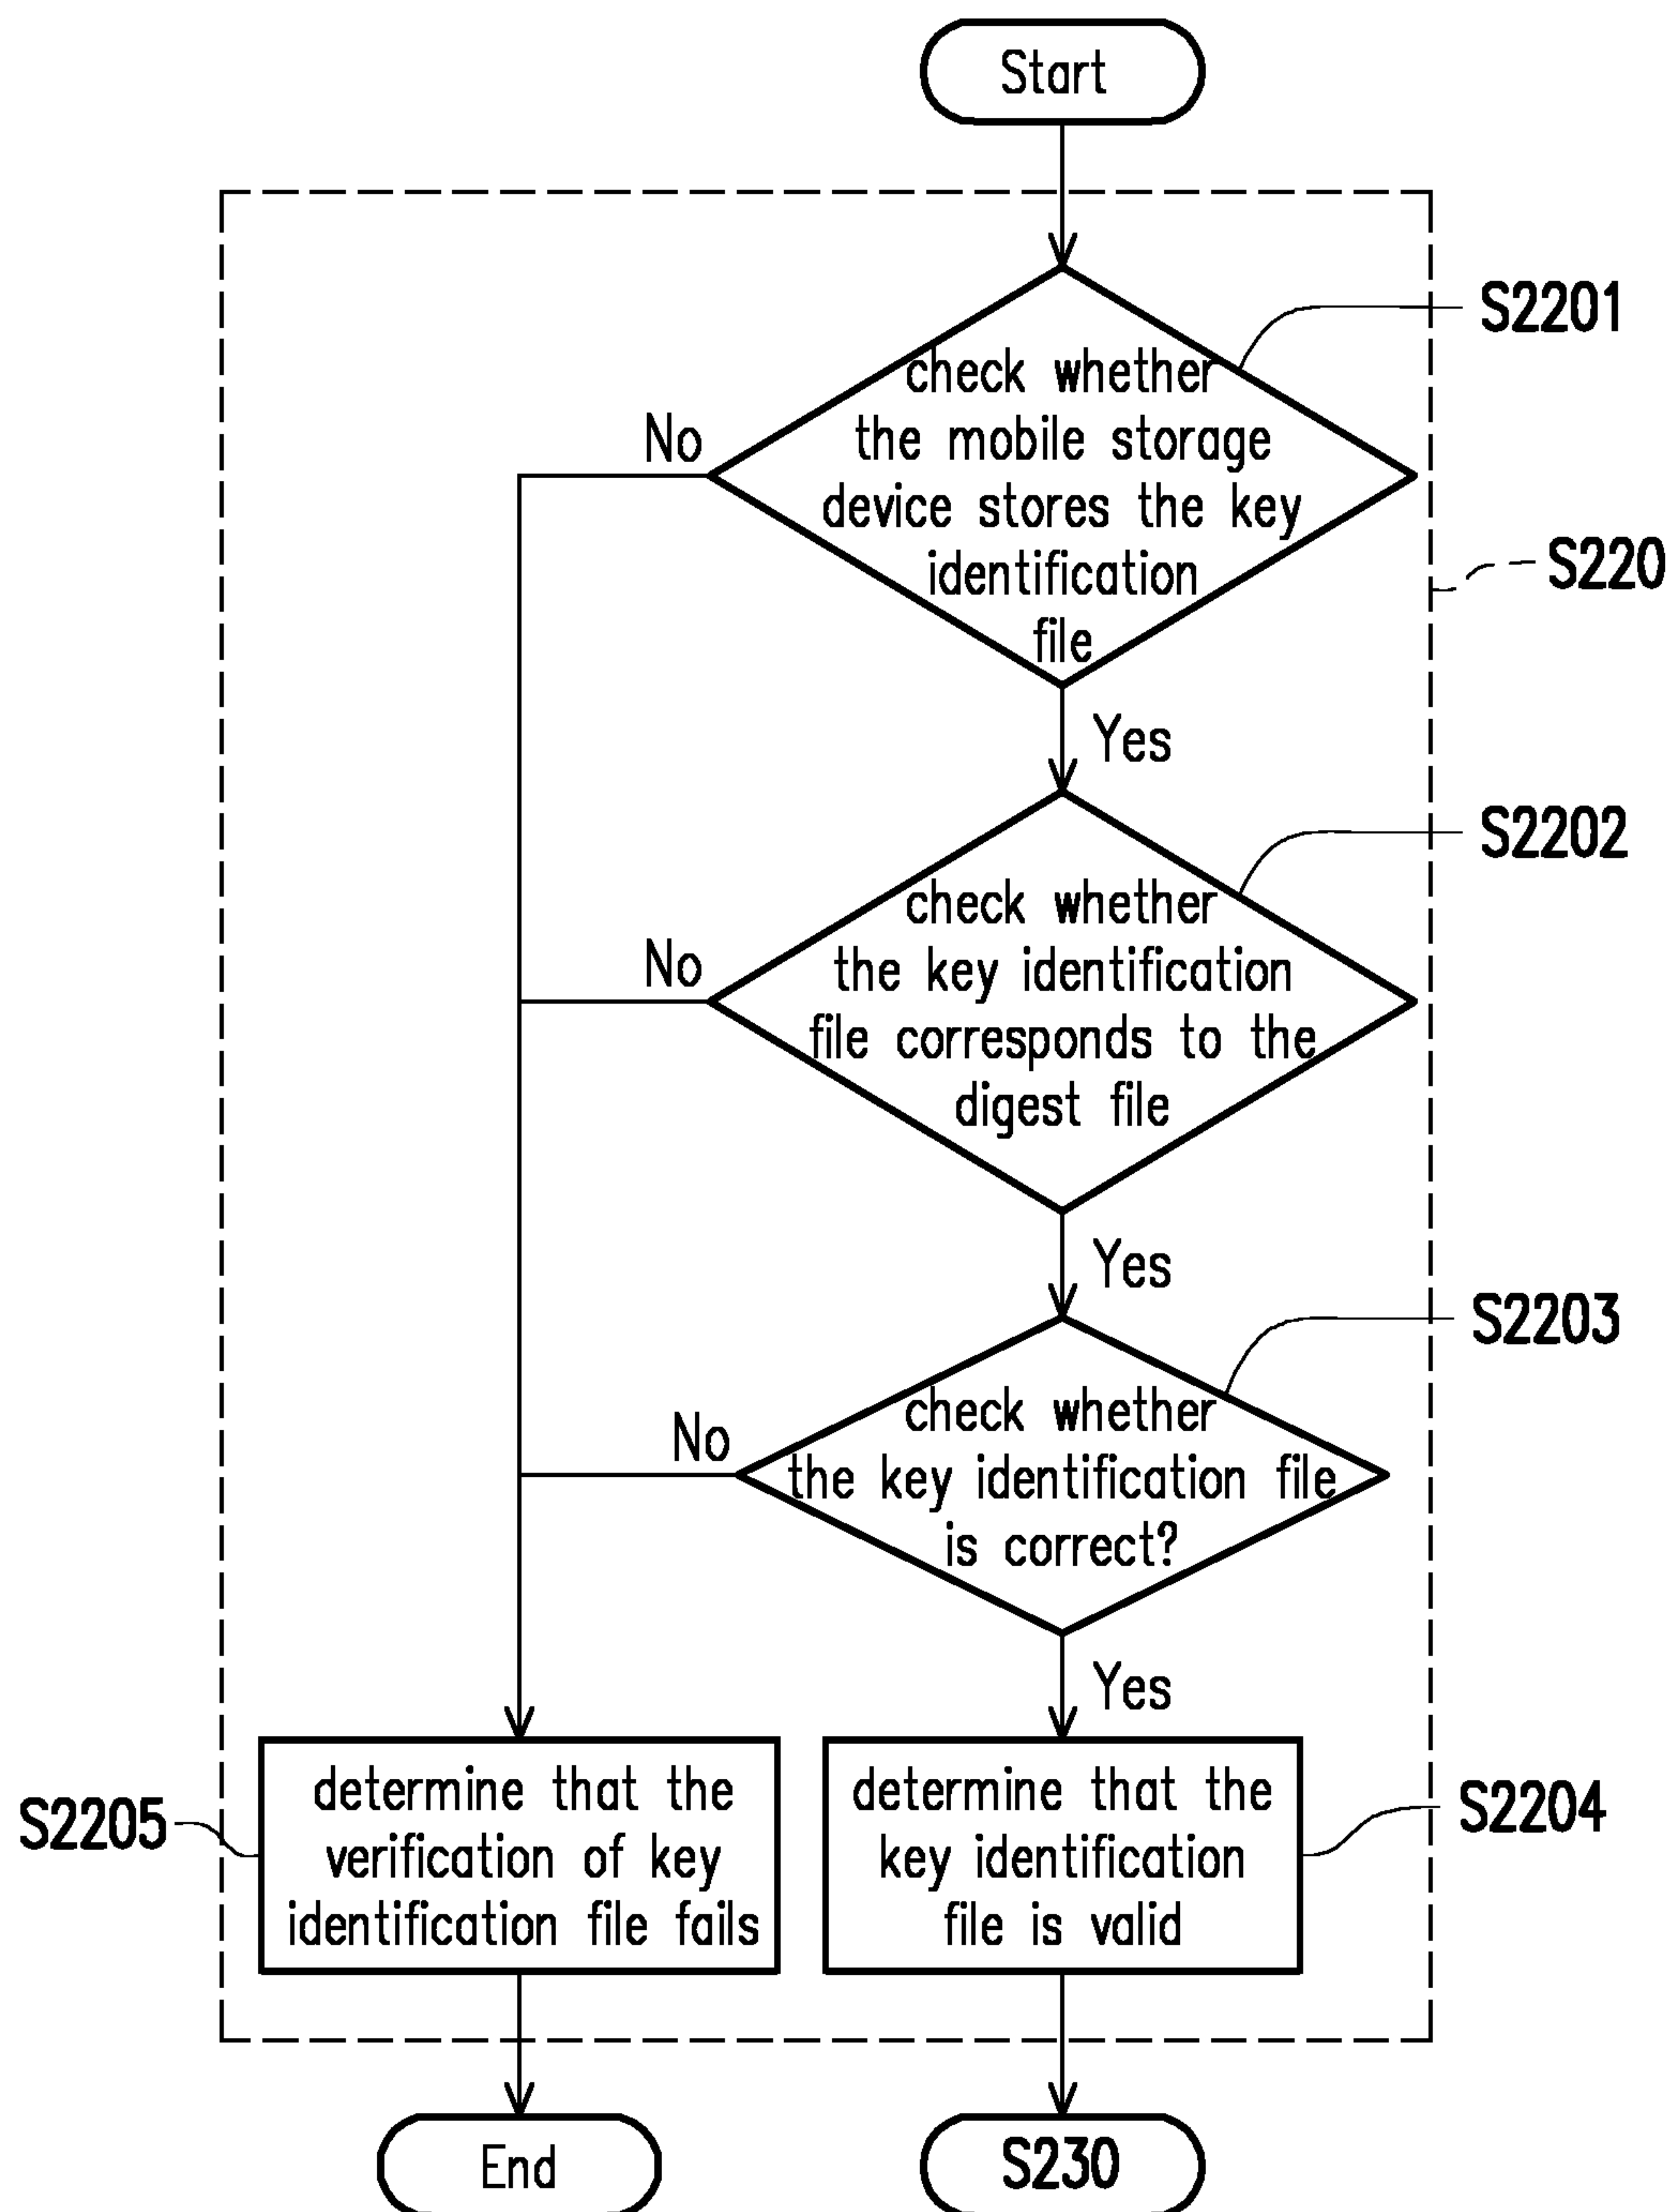 Start
S2201
check whether
the mobile storage
device stores the key
identification
file
No
S220
Yes
S2202
check whether
the key identification
file corresponds to the
digest file
No
Yes
S2203
check whether
the key identification file
is correct?
No
Yes
S2205
determine that the
verification of key
identification file fails
determine that the
key identification
file is valid
S2204
End
S230